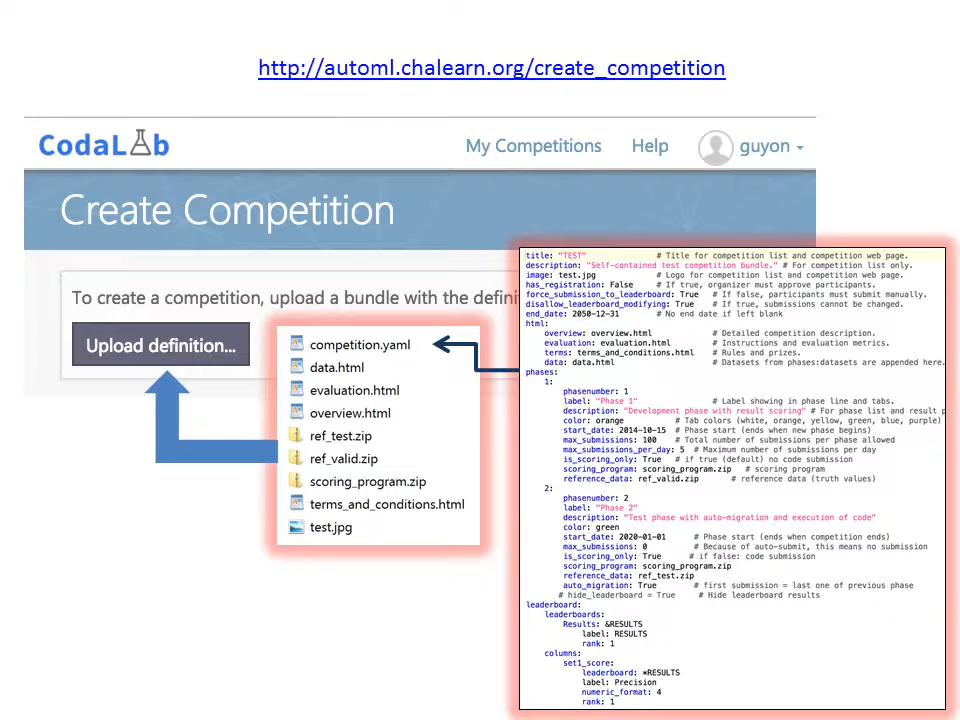 http://automl.chalearn.org/create_competition
CodaLab
My Competitions Help guyon
Create Competition
To create a competition, upload a bundle with the
Upload definition...
competition.yaml
data.html
evaluation.html
overview.html
ref_test.zip
ref_valid.zip
scoring_program.zip
terms_and_conditions.html
test.jpg
title: "TEST" # Title for competition list and competition web page.
description: "Self-contained test competition bundle." # For competition list only.
image: test.jpg # Logo for competition list and competition web page.
has_registration: False # If true, organizer must approve participants.
force_submission_to_leaderboard: True # If false, participants must submit manually.
disallow_leaderboard_modifying: True # If true, submissions cannot be changed.
end_date: 2050-12-31 # No end date if left blank
html:
overview: overview.html # Detailed competition description.
evaluation: evaluation.html # Instructions and evaluation metrics.
terms: terms_and_conditions.html # Rules and prizes.
data: data.html # Datasets from phases:datasets are appended here.
phases:
1:
phasenumber: 1
label: "Phase 1" # Label showing in phase line and tabs.
description: "Development phase with result scoring" # For phase list and result
color: orange # Tab colors (white, orange, yellow, green, blue, purple)
start_date: 2014-10-15 # Phase start (ends when new phase begins)
max_submissions: 100 # Total number of submissions per phase allowed
max_submissions_per_day: 5 # Maximum number of submissions per day
is_scoring_only: True # if true (default) no code submission
scoring_program: scoring_program.zip # scoring program
reference_data: ref_valid.zip # reference data (truth values)
2:
phasenumber: 2
label: "Phase 2"
description: "Test phase with auto-migration and execution of code"
color: green
start_date: 2020-01-01 # Phase start (ends when competition ends)
max_submissions: 0 # Because of auto-submit, this means no submission
is_scoring_only: True # if false: code submission
scoring_program: scoring_program.zip
reference_data: ref_test.zip
auto_migration: True # first submission = last one of previous phase
# hide_leaderboard = True # Hide leaderboard results
leaderboard:
leaderboards:
Results: &RESULTS
label: RESULTS
rank: 1
columns:
set1_score:
leaderboard: *RESULTS
label: Precision
numeric_format: 4
rank: 1